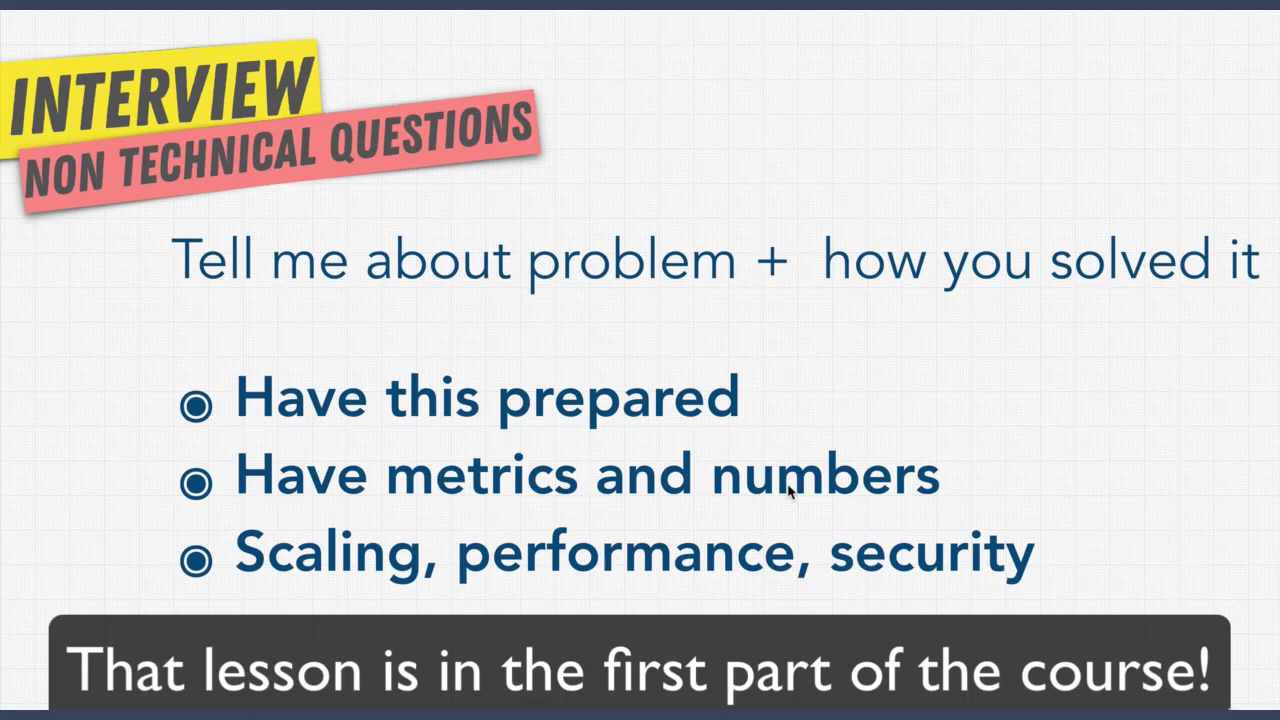 INTERVIEW
NON TECHNICAL QUESTIONS
Tell me about problem + how you solved it
Have this prepared
Have metrics and numbers
Scaling, performance, security
That lesson is in the first part of the course!